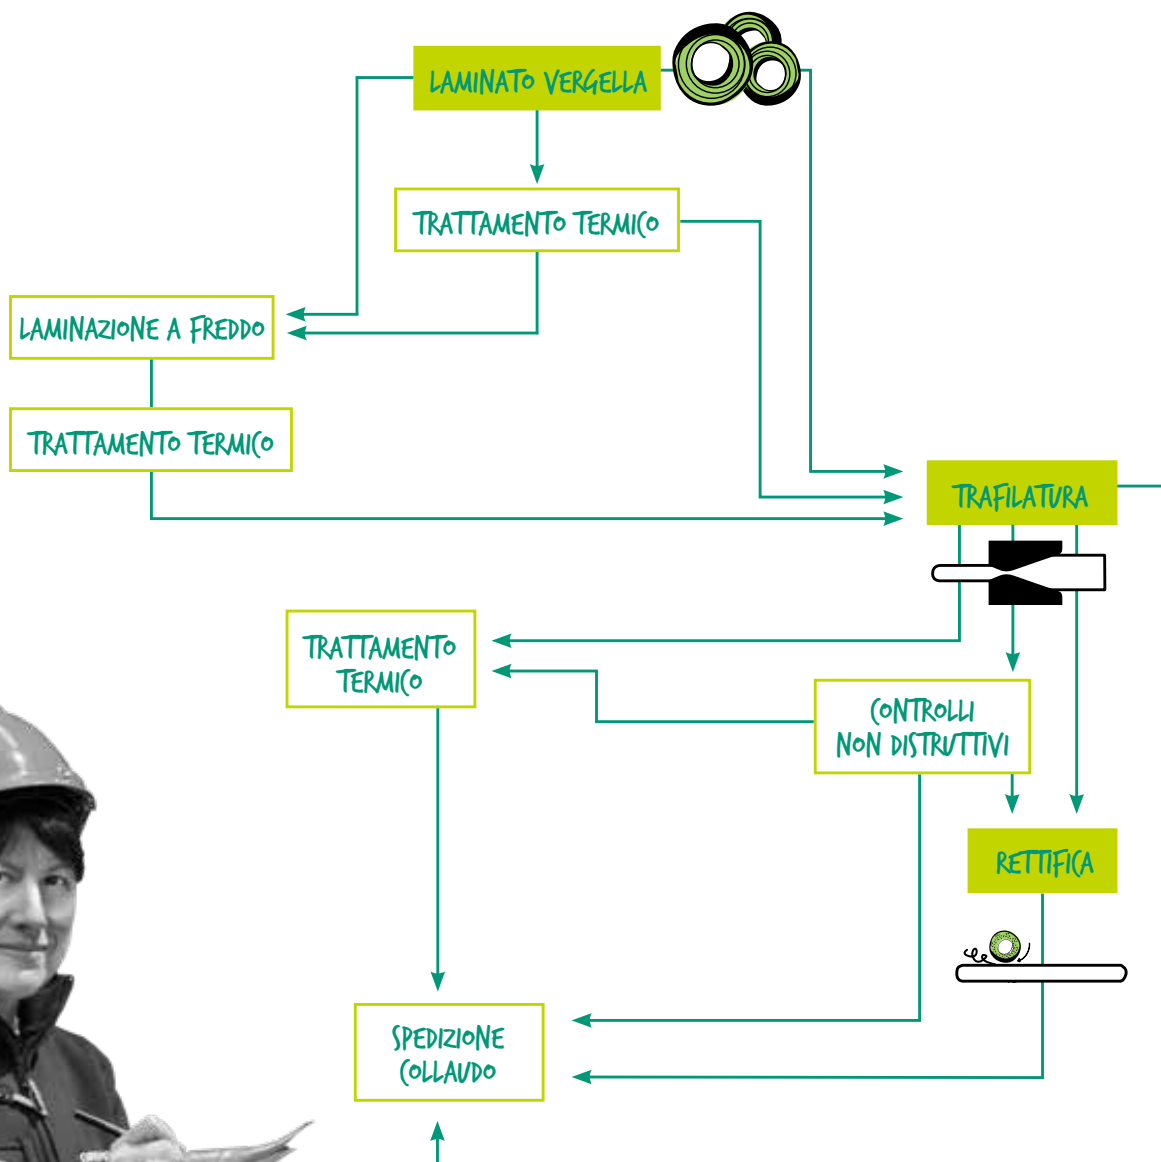 LAMINATO VERGELLA
TRATTAMENTO TERMICO
LAMINAZIONE A FREDDO
TRATTAMENTO TERMICO
TRAFILATURA
TRATTAMENTO
TERMICO
CONTROLLI
NON DISTRUTTIVI
RETTIFICA
SPEDIZIONE
COLLAUDO